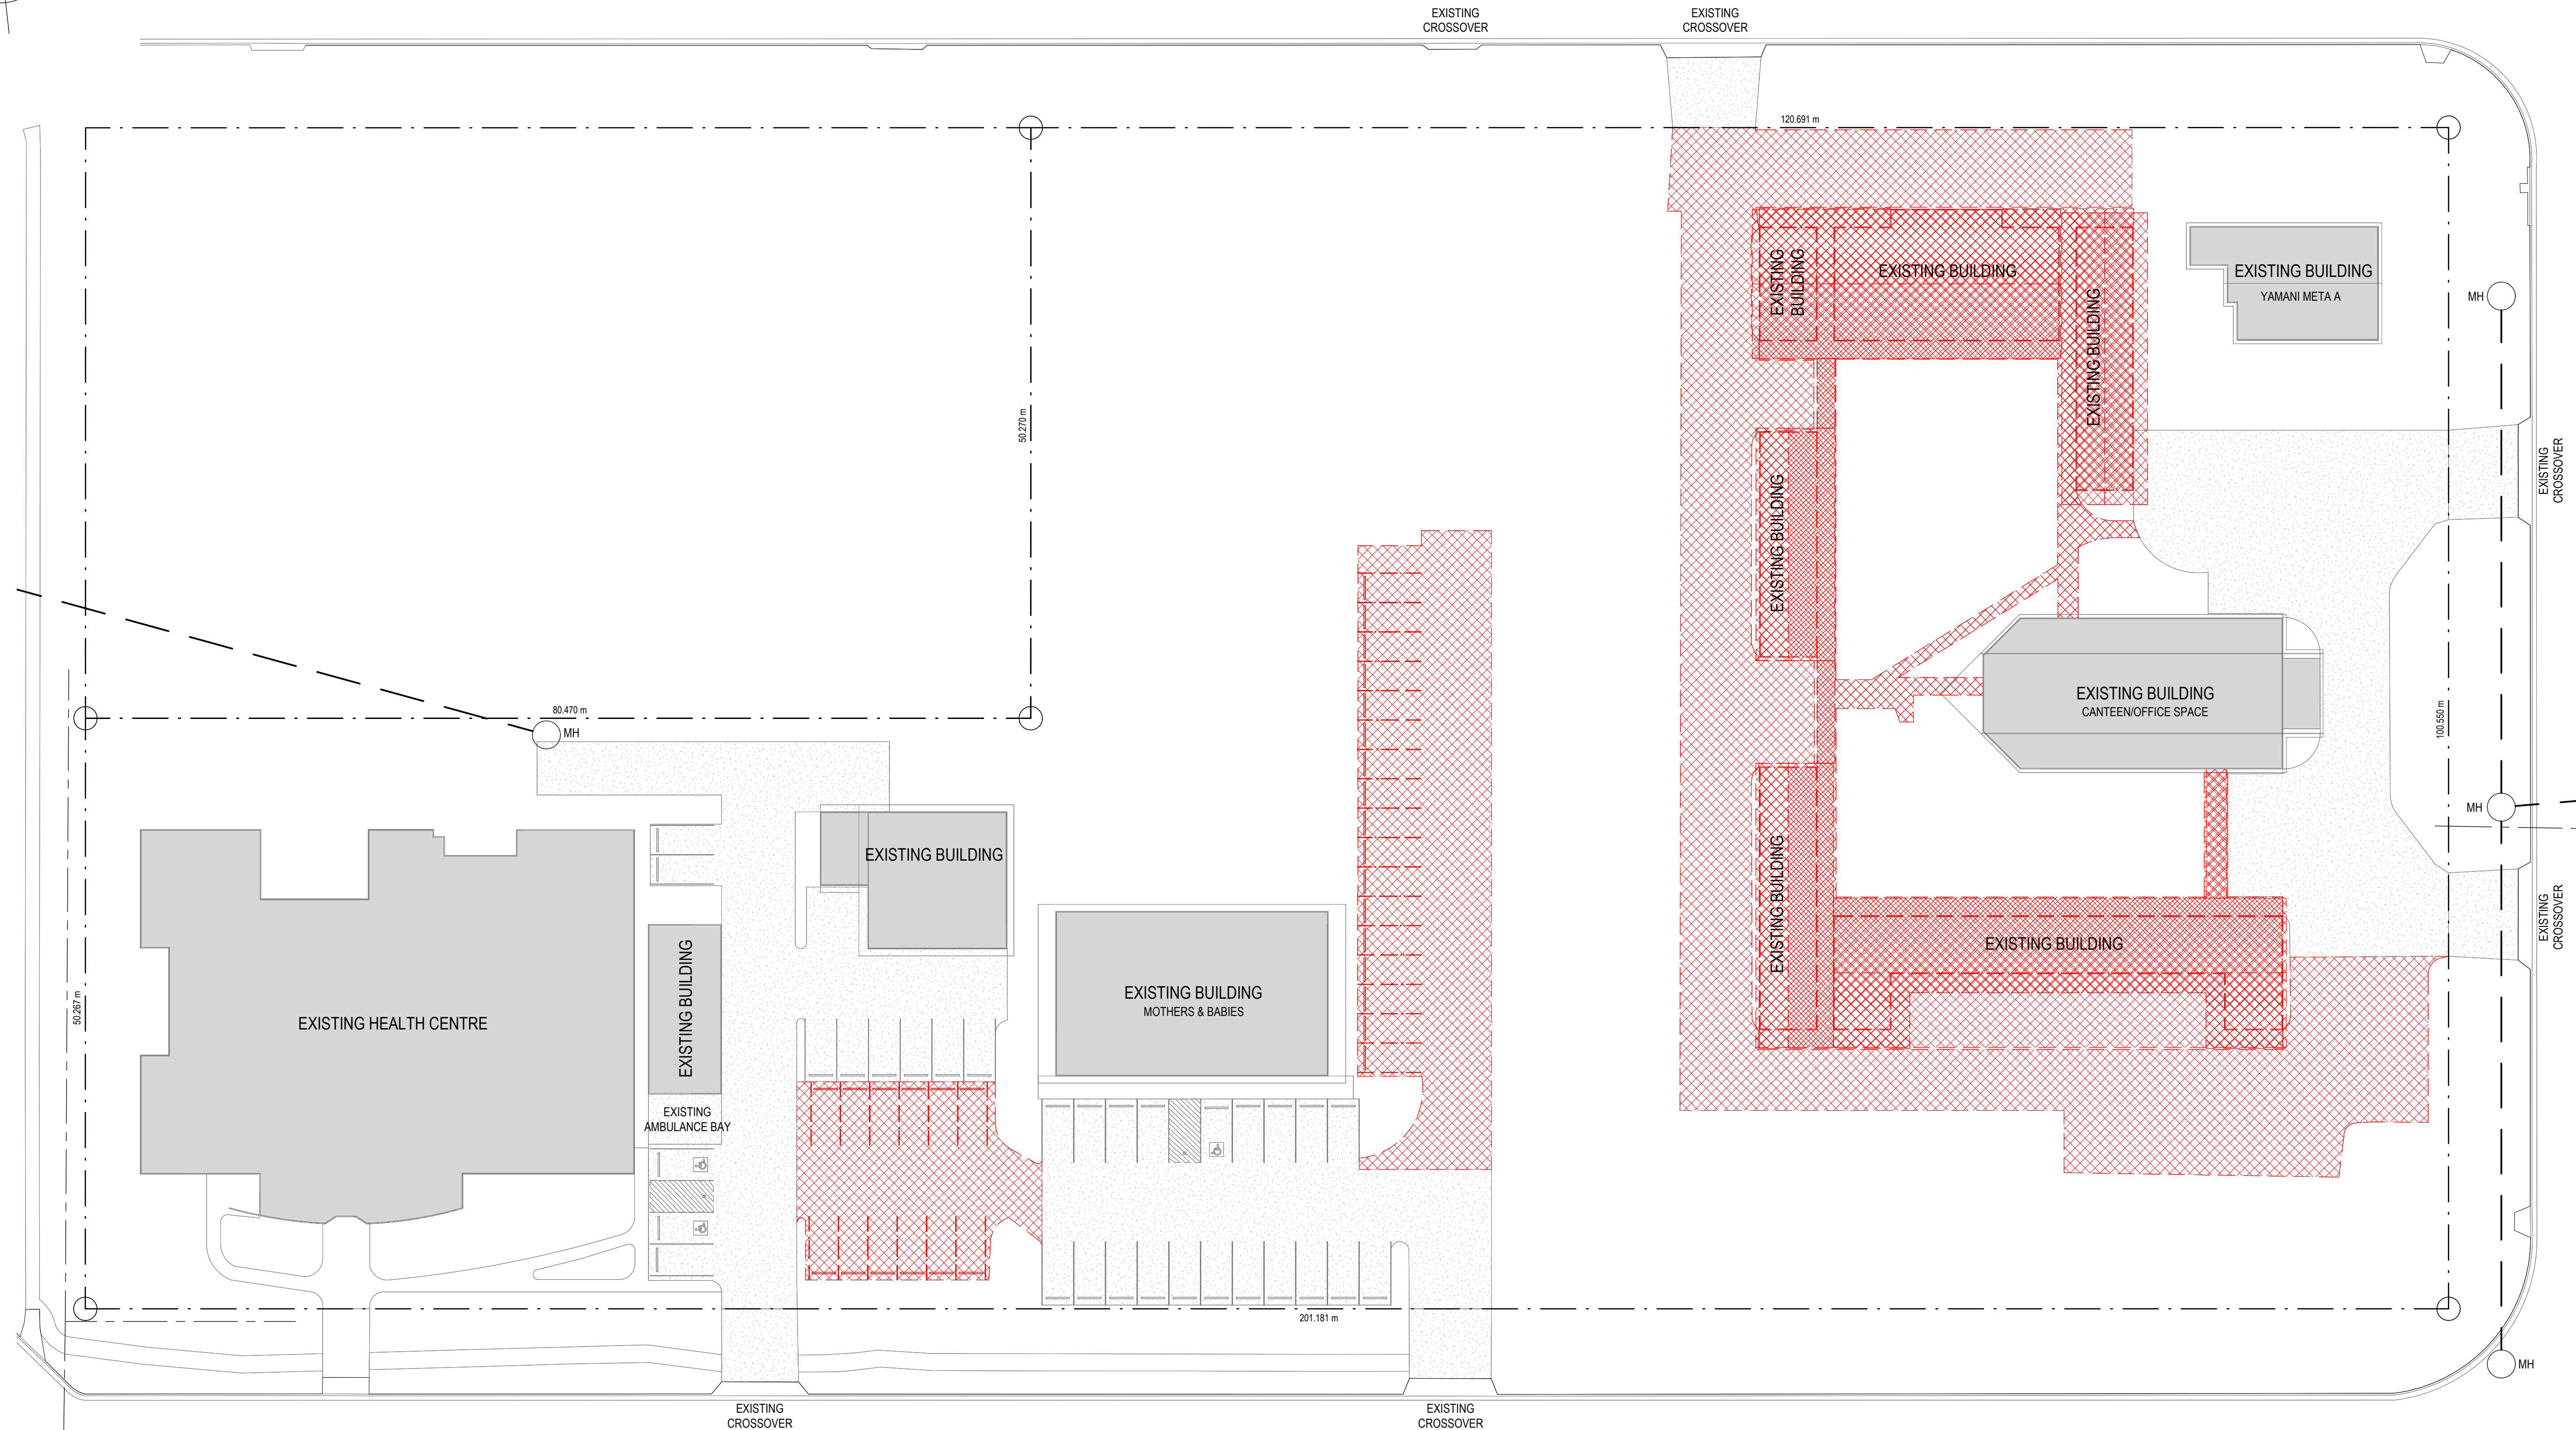 EXISTING
CROSSOVER
EXISTING
CROSSOVER
120.691 m
EXISTING
BUILDING
EXISTING BUILDING
EXISTING BUILDING
EXISTING BUILDING
YAMANI META A
MH
50.270 m
EXISTING
CROSSOVER
EXISTING BUILDING
80.470 m
MH
EXISTING BUILDING
CANTEEN/OFFICE SPACE
100.550 m
MH
EXISTING BUILDING
EXISTING BUILDING
EXISTING BUILDING
EXISTING
CROSSOVER
EXISTING BUILDING
EXISTING BUILDING
MOTHERS & BABIES
50.267 m
EXISTING HEALTH CENTRE
EXISTING
AMBULANCE BAY
201.181 m
MH
EXISTING
CROSSOVER
EXISTING
CROSSOVER